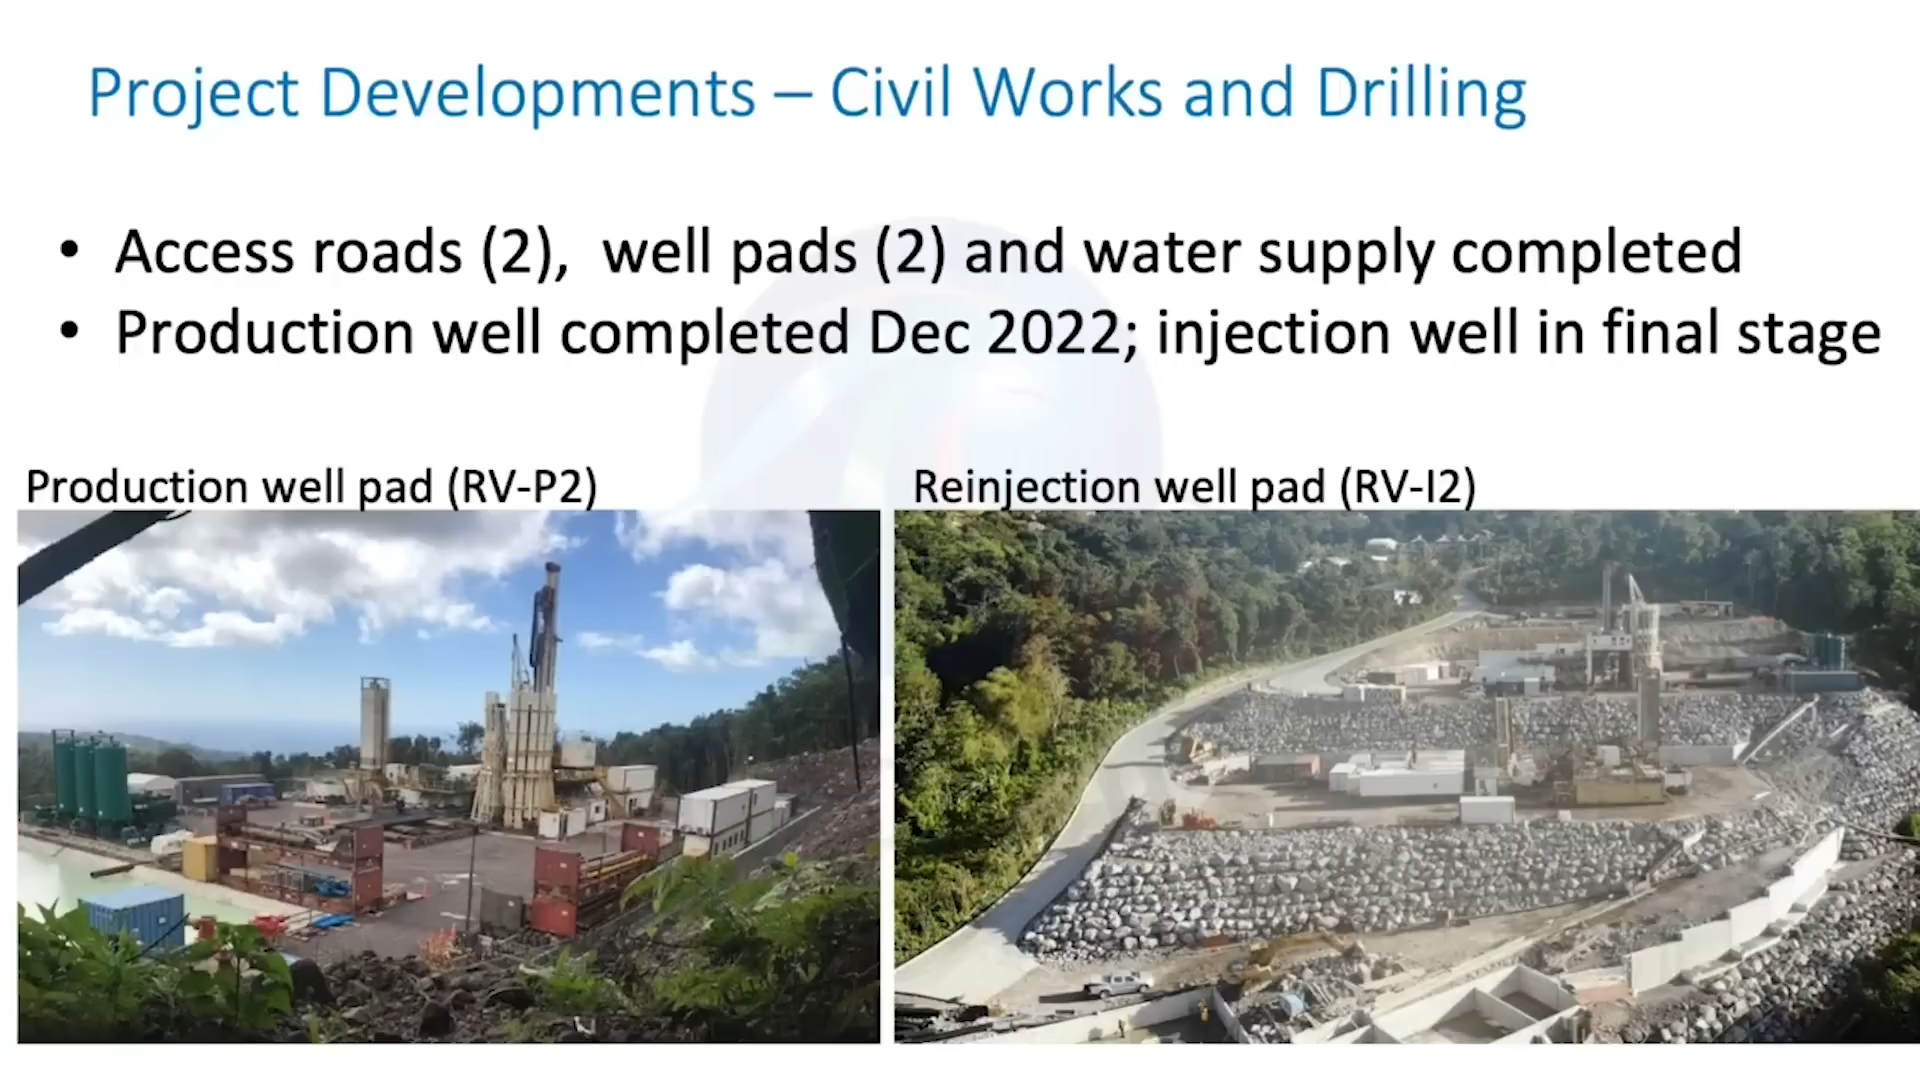 Project Developments – Civil Works and Drilling
• Access roads (2),  well pads (2) and water supply completed
• Production well completed Dec 2022; injection well in final stage
Production well pad (RV-P2)
Reinjection well pad (RV-I2)